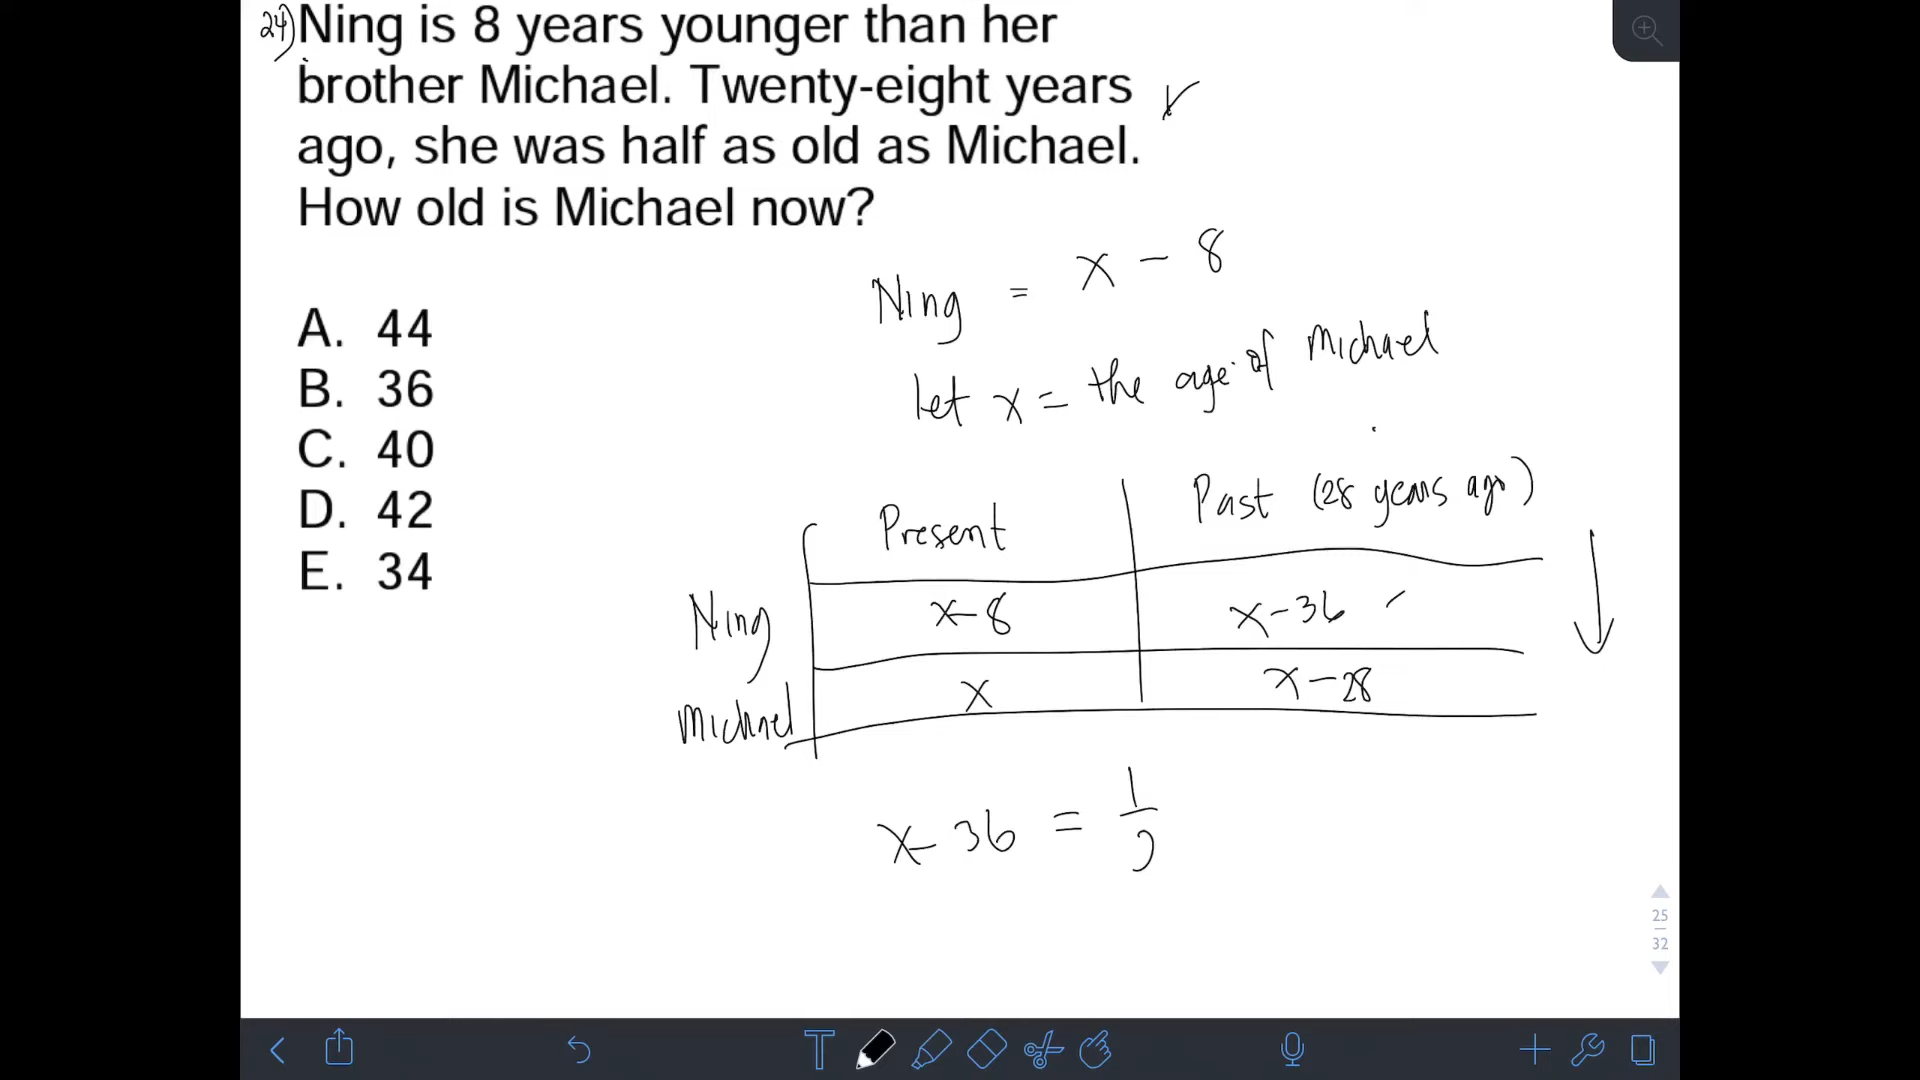 24) Ning is 8 years younger than her
brother Michael. Twenty-eight years
ago, she was half as old as Michael.
How old is Michael now?
Ning = x - 8
A. 44
let x = the age of Michael
B. 36
C. 40
D. 42
E. 34
Present Past (28 years ago)
Ning x-8 x-36
Michael x x-28
x-36 = 1/2
25
32
T